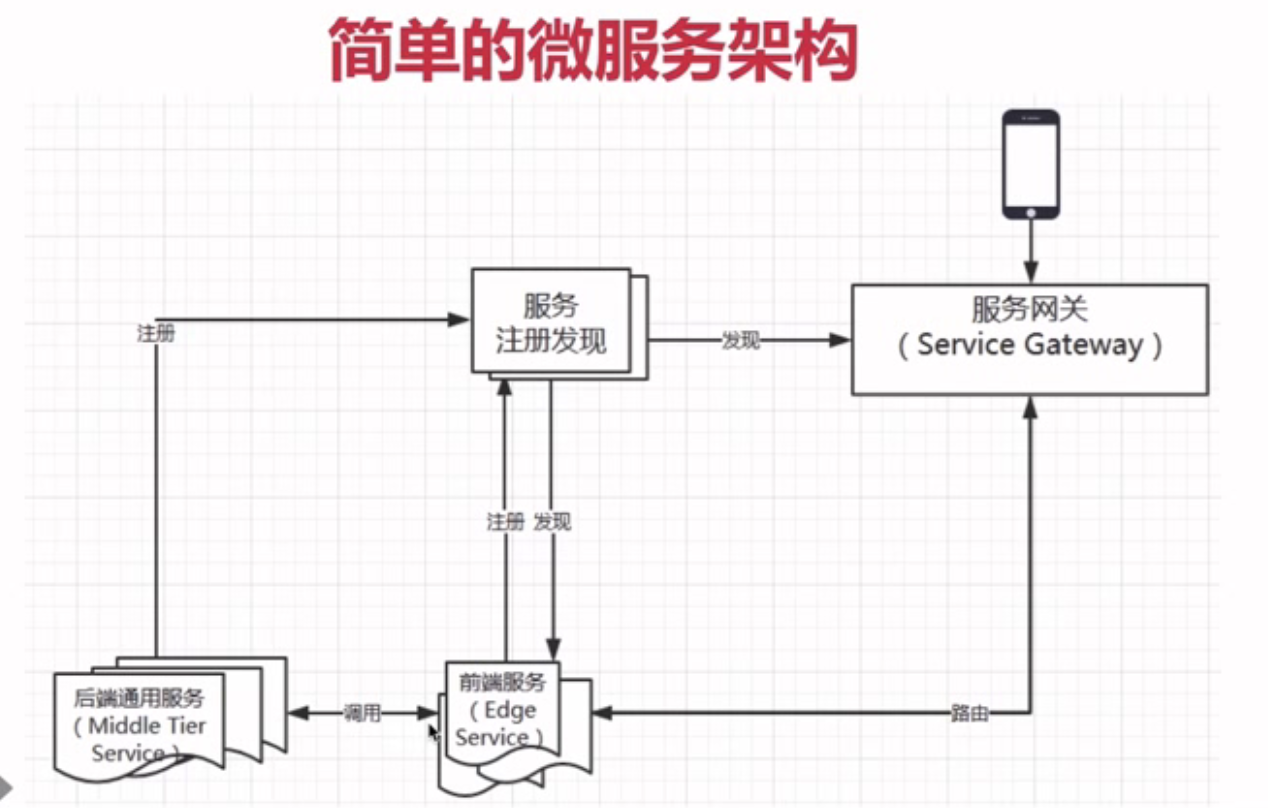 简单的微服务架构
服务
注册发现
服务网关
（Service Gateway）
注册
发现
注册
发现
后端通用服务
（Middle Tier
Service）
调用
前端服务
（Edge
Service）
路由